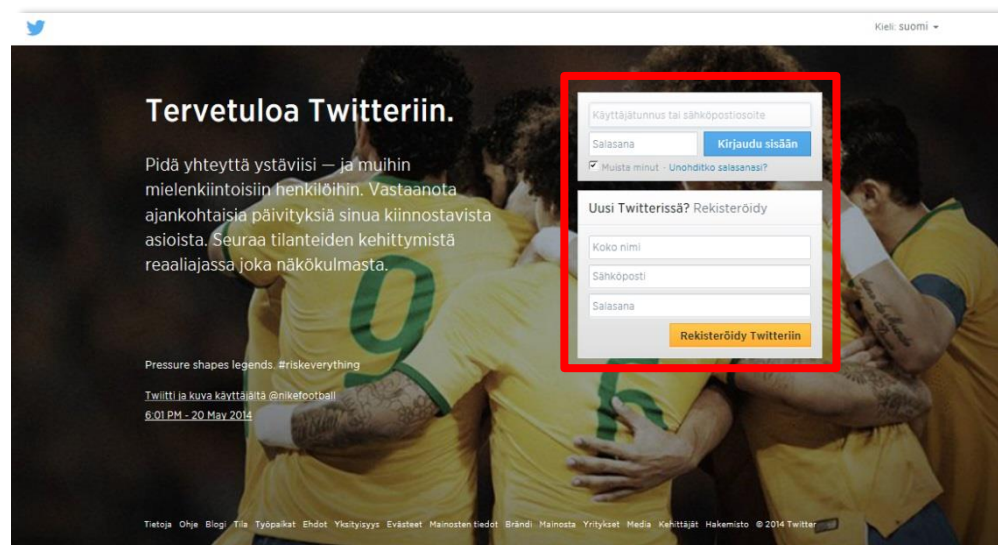 Kieli: suomi
Tervetuloa Twitteriin.
Pidä yhteyttä ystäviisi — ja muihin
mielenkiintoisiin henkilöihin. Vastaanota
ajankohtaisia päivityksiä sinua kiinnostavista
asioista. Seuraa tilanteiden kehittymistä
reaaliajassa joka näkökulmasta.
Pressure shapes legends. #riskeverything
Twiitti ja kuva käyttäjältä @nikefootball
6:01 PM - 20 May 2014
Käyttäjätunnus tai sähköpostiosoite
Salasana
Kirjaudu sisään
Muista minut · Unohditko salasanasi?
Uusi Twitterissä? Rekisteröidy
Koko nimi
Sähköposti
Salasana
Rekisteröidy Twitteriin
9
Tietoja Ohje Blogi Tila Työpaikat Ehdot Yksityisyys Evästeet Mainosten tiedot Brändi Mainosta Yritykset Media Kehittäjät Hakemisto © 2014 Twitter